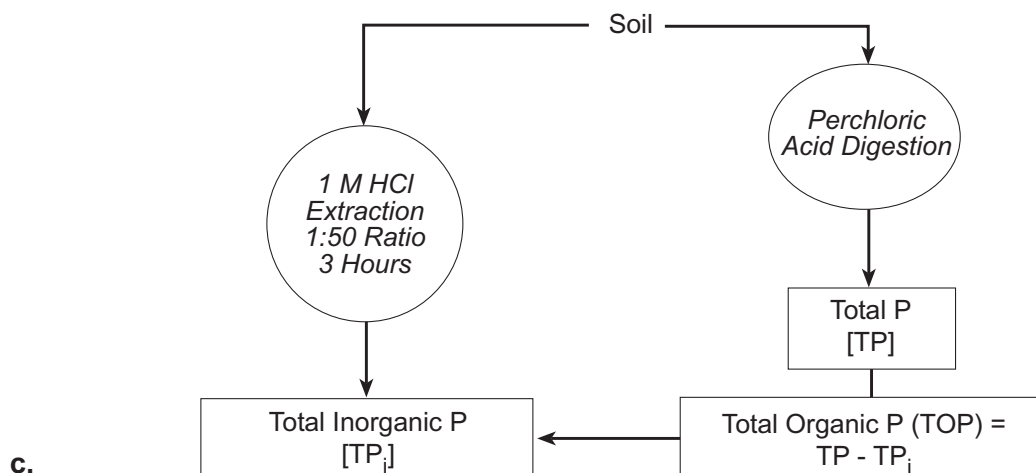 Soil
Perchloric
Acid Digestion
1 M HCl
Extraction
1:50 Ratio
3 Hours
Total P
[TP]
Total Inorganic P
[TPi]
Total Organic P (TOP) =
TP - TPi
c.